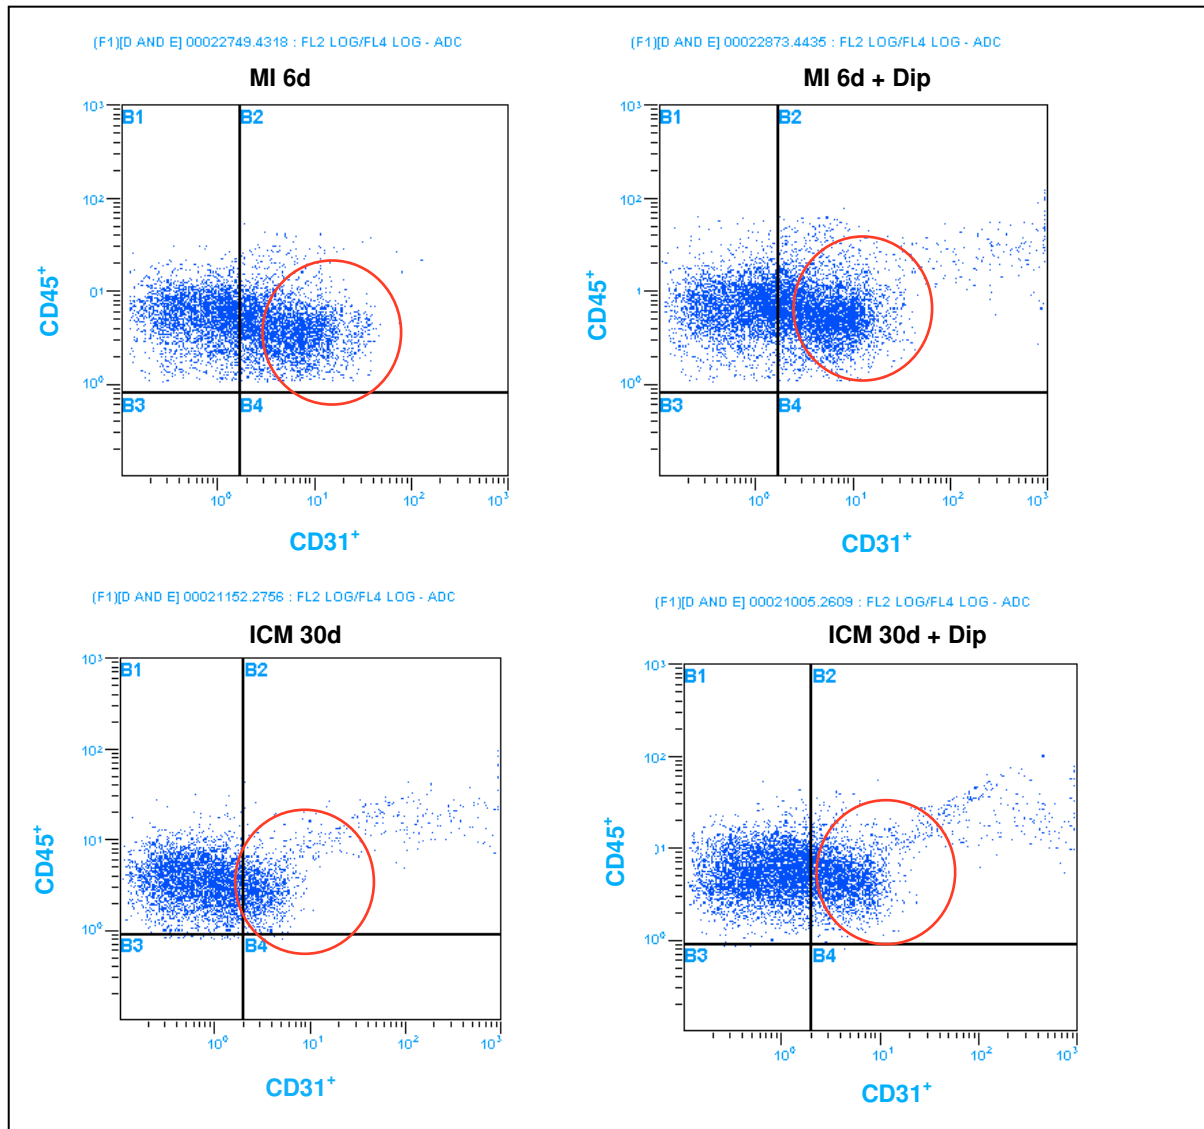 (F1)[D AND E] 00022749.4318 : FL2 LOG/FL4 LOG - ADC
MI 6d
10³
B1
B2
10²
01
10⁰
B3
B4
10⁰
10¹
10²
10³
CD45⁺
CD31⁺
(F1)[D AND E] 00022873.4435 : FL2 LOG/FL4 LOG - ADC
MI 6d + Dip
10³
B1
B2
10²
1
10⁰
B3
B4
10⁰
10¹
10²
10³
CD45⁺
CD31⁺
(F1)[D AND E] 00021152.2756 : FL2 LOG/FL4 LOG - ADC
ICM 30d
10³
B1
B2
10²
10¹
10⁰
B3
B4
10⁰
10¹
10²
10³
CD45⁺
CD31⁺
(F1)[D AND E] 00021005.2609 : FL2 LOG/FL4 LOG - ADC
ICM 30d + Dip
10³
B1
B2
10²
10¹
10⁰
B3
B4
10⁰
10¹
10²
10³
CD45⁺
CD31⁺